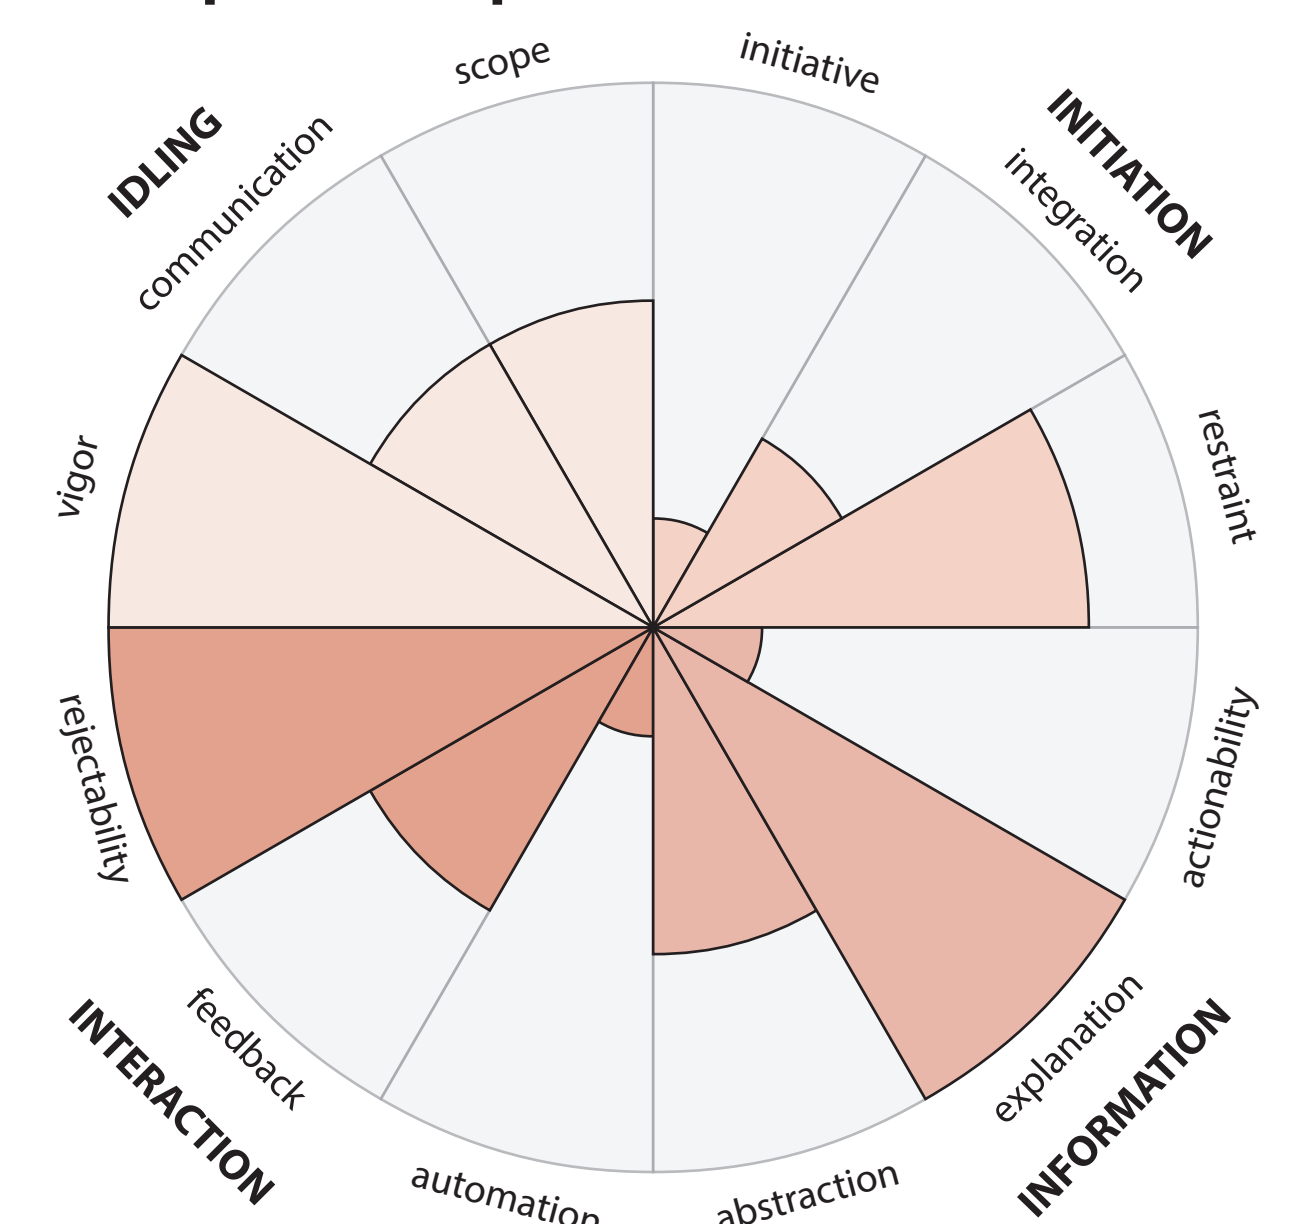 scope
initiative
IDLING
communication
INITIATION
integration
vigor
restraint
rejectability
actionability
feedback
explanation
INTERACTION
INFORMATION
automation
abstraction